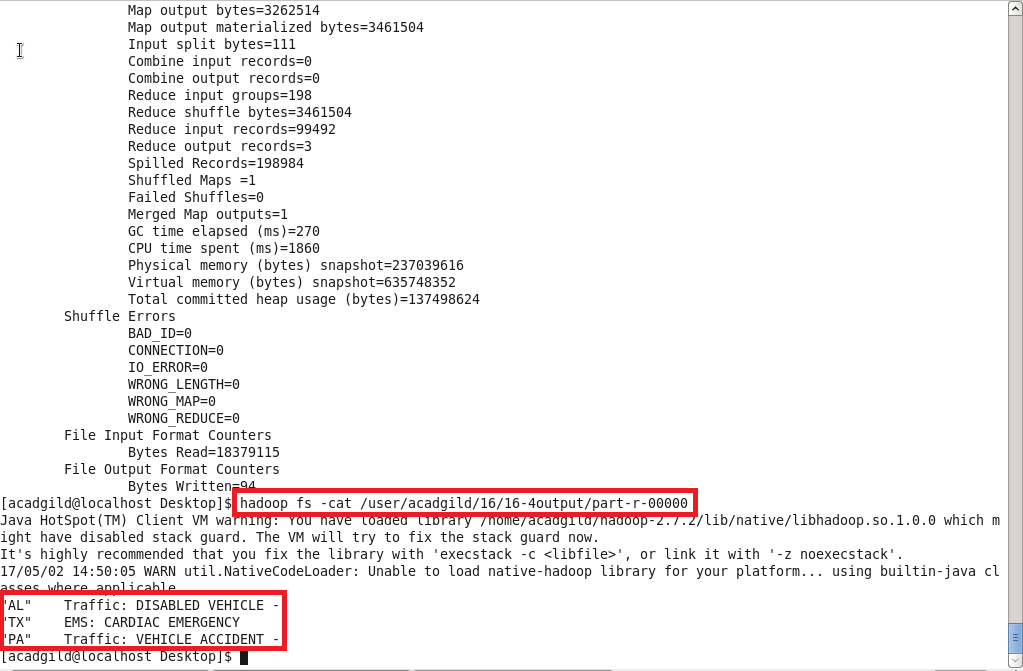 Map output bytes=3262514
Map output materialized bytes=3461504
Input split bytes=111
Combine input records=0
Combine output records=0
Reduce input groups=198
Reduce shuffle bytes=3461504
Reduce input records=99492
Reduce output records=3
Spilled Records=198984
Shuffled Maps =1
Failed Shuffles=0
Merged Map outputs=1
GC time elapsed (ms)=270
CPU time spent (ms)=1860
Physical memory (bytes) snapshot=237039616
Virtual memory (bytes) snapshot=635748352
Total committed heap usage (bytes)=137498624
Shuffle Errors
BAD_ID=0
CONNECTION=0
IO_ERROR=0
WRONG_LENGTH=0
WRONG_MAP=0
WRONG_REDUCE=0
File Input Format Counters
Bytes Read=18379115
File Output Format Counters
Bytes Written=94
[acadgild@localhost Desktop]$ hadoop fs -cat /user/acadgild/16/16-4output/part-r-00000
Java HotSpot(TM) Client VM warning: You have loaded library /home/acadgild/hadoop-2.7.2/lib/native/libhadoop.so.1.0.0 which m
ight have disabled stack guard. The VM will try to fix the stack guard now.
It's highly recommended that you fix the library with 'execstack -c <libfile>', or link it with '-z noexecstack'.
17/05/02 14:50:05 WARN util.NativeCodeLoader: Unable to load native-hadoop library for your platform... using builtin-java cl
asses where applicable
"AL"    Traffic: DISABLED VEHICLE -
"TX"    EMS: CARDIAC EMERGENCY
"PA"    Traffic: VEHICLE ACCIDENT -
[acadgild@localhost Desktop]$